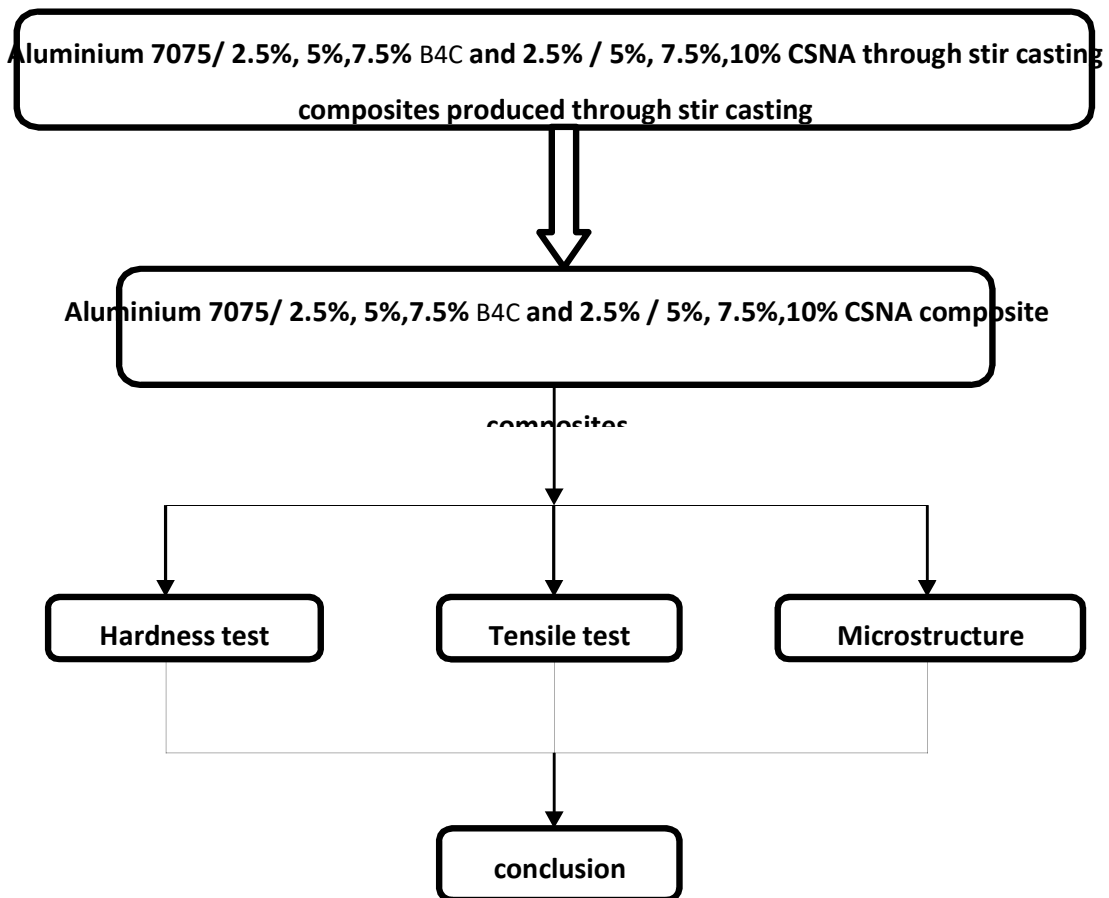 Aluminium 7075/ 2.5%, 5%,7.5% B4C and 2.5% / 5%, 7.5%,10% CSNA through stir casting
composites produced through stir casting
Aluminium 7075/ 2.5%, 5%,7.5% B4C and 2.5% / 5%, 7.5%,10% CSNA composite
composites
Hardness test
Tensile test
Microstructure
conclusion